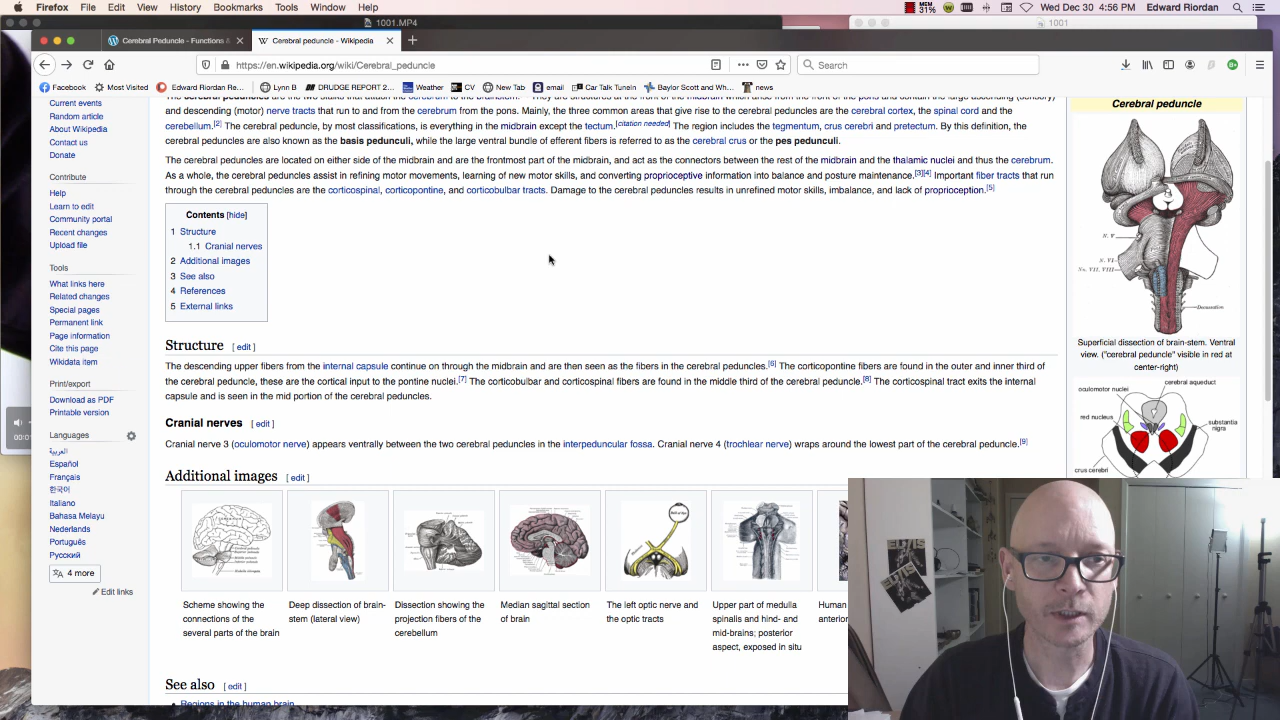 Firefox File Edit View History Bookmarks Tools Window Help
MEM 31% Wed Dec 30 4:56 PM Edward Riordan
1001.MP4
1001
Cerebral Peduncle - Functions &
Cerebral peduncle - Wikipedia
https://en.wikipedia.org/wiki/Cerebral_peduncle
Search
Facebook Most Visited Edward Riordan Re... Lynn B DRUDGE REPORT 2... Weather CV New Tab email Car Talk TuneIn Baylor Scott and Wh... news
Current events
Random article
About Wikipedia
Contact us
Donate
Contribute
Help
Learn to edit
Community portal
Recent changes
Upload file
Tools
What links here
Related changes
Special pages
Permanent link
Page information
Cite this page
Wikidata item
Print/export
Download as PDF
Printable version
Languages
العربية
Español
Français
한국어
Italiano
Bahasa Melayu
Nederlands
Português
Русский
4 more
Edit links
and descending (motor) nerve tracts that run to and from the cerebrum from the pons. Mainly, the three common areas that give rise to the cerebral peduncles are the cerebral cortex, the spinal cord and the
cerebellum.[2] The cerebral peduncle, by most classifications, is everything in the midbrain except the tectum.[citation needed] The region includes the tegmentum, crus cerebri and pretectum. By this definition, the
cerebral peduncles are also known as the basis pedunculi, while the large ventral bundle of efferent fibers is referred to as the cerebral crus or the pes pedunculi.
The cerebral peduncles are located on either side of the midbrain and are the frontmost part of the midbrain, and act as the connectors between the rest of the midbrain and the thalamic nuclei and thus the cerebrum.
As a whole, the cerebral peduncles assist in refining motor movements, learning of new motor skills, and converting proprioceptive information into balance and posture maintenance.[3][4] Important fiber tracts that run
through the cerebral peduncles are the corticospinal, corticopontine, and corticobulbar tracts. Damage to the cerebral peduncles results in unrefined motor skills, imbalance, and lack of proprioception.[5]
Contents [hide]
1 Structure
1.1 Cranial nerves
2 Additional images
3 See also
4 References
5 External links
Structure [ edit ]
The descending upper fibers from the internal capsule continue on through the midbrain and are then seen as the fibers in the cerebral peduncles.[6] The corticopontine fibers are found in the outer and inner third of
the cerebral peduncle, these are the cortical input to the pontine nuclei.[7] The corticobulbar and corticospinal fibers are found in the middle third of the cerebral peduncle.[8] The corticospinal tract exits the internal
capsule and is seen in the mid portion of the cerebral peduncles.
Cranial nerves [ edit ]
Cranial nerve 3 (oculomotor nerve) appears ventrally between the two cerebral peduncles in the interpeduncular fossa. Cranial nerve 4 (trochlear nerve) wraps around the lowest part of the cerebral peduncle.[9]
Additional images [ edit ]
Scheme showing the
connections of the
several parts of the brain
Deep dissection of brain-
stem (lateral view)
Dissection showing the
projection fibers of the
cerebellum
Median sagittal section
of brain
The left optic nerve and
the optic tracts
Upper part of medulla
spinalis and hind- and
mid-brains; posterior
aspect, exposed in situ
Human
anterio
See also [ edit ]
Regions in the human brain
Cerebral peduncle
N. V
N. VI
No. VII, VIII
Decussation
Superficial dissection of brain-stem. Ventral
view. ("cerebral peduncle" visible in red at
center-right)
cerebral aqueduct
oculomotor nuclei
red nucleus
substantia
nigra
crus cerebri
ELVIS